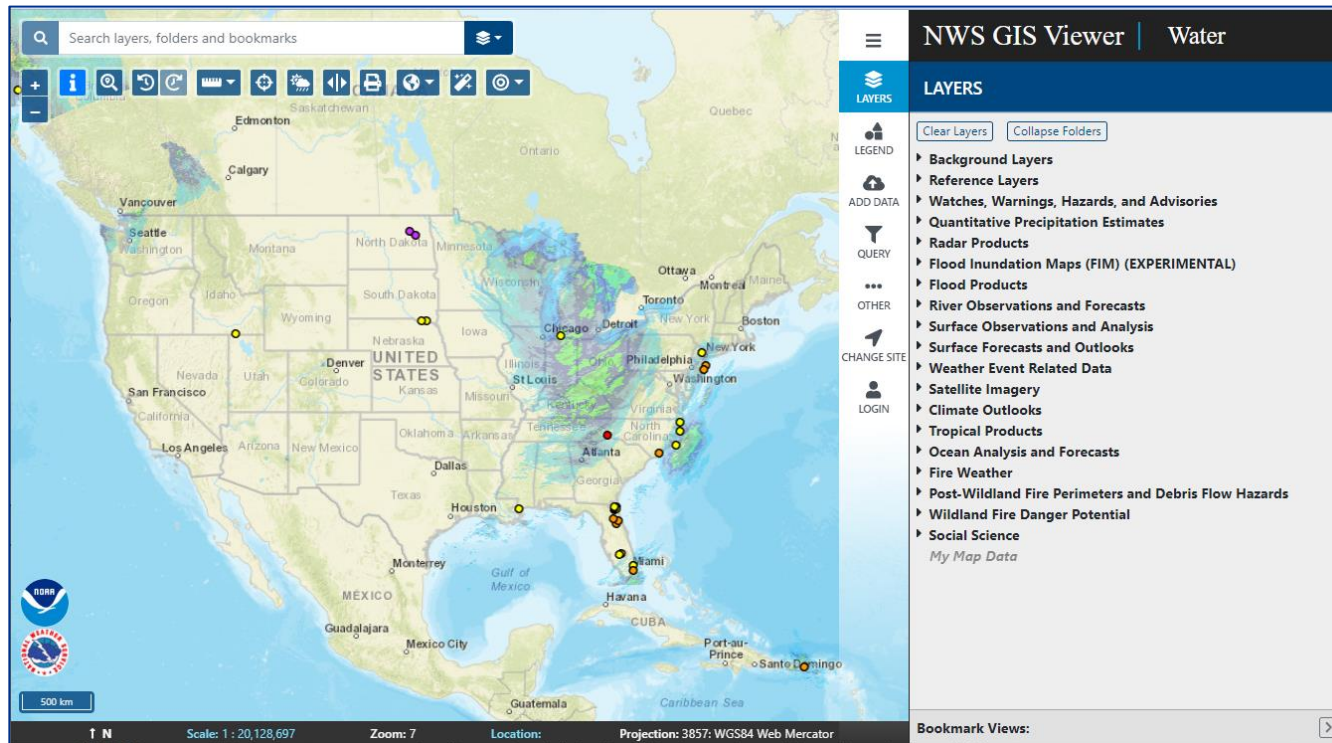 Search layers, folders and bookmarks
NWS GIS Viewer | Water
LAYERS
LAYERS
LEGEND
ADD DATA
QUERY
OTHER
CHANGE SITE
LOGIN
Clear Layers
Collapse Folders
Background Layers
Reference Layers
Watches, Warnings, Hazards, and Advisories
Quantitative Precipitation Estimates
Radar Products
Flood Inundation Maps (FIM) (EXPERIMENTAL)
Flood Products
River Observations and Forecasts
Surface Observations and Analysis
Surface Forecasts and Outlooks
Weather Event Related Data
Satellite Imagery
Climate Outlooks
Tropical Products
Ocean Analysis and Forecasts
Fire Weather
Post-Wildland Fire Perimeters and Debris Flow Hazards
Wildland Fire Danger Potential
Social Science
My Map Data
Bookmark Views:
Saskatchewan
Edmonton
Quebec
Ontario
Calgary
Vancouver
Seattle
Washington
Montana
North Dakota
Minnesota
Ottawa
Montreal
Maine
Oregon
Idaho
South Dakota
Wisconsin
Toronto
Wyoming
New York
Boston
Iowa
Chicago
Detroit
Nebraska
New York
Nevada
Utah
Denver
Colorado
UNITED
STATES
Kansas
Illinois
Ohio
Philadelphia
Washington
St Louis
Missouri
San Francisco
California
Kentucky
Virginia
Los Angeles
Arizona
New Mexico
Oklahoma
Arkansas
Tennessee
North
Carolina
Atlanta
Dallas
Georgia
Texas
Houston
Monterrey
Gulf of
Mexico
Miami
MÉXICO
Havana
CUBA
Guadalajara
Mexico City
Port-au-
Prince
Santo Domingo
Guatemala
Caribbean Sea
NOAA
500 km
N
Scale: 1 : 20,128,697
Zoom: 7
Location:
Projection: 3857: WGS84 Web Mercator